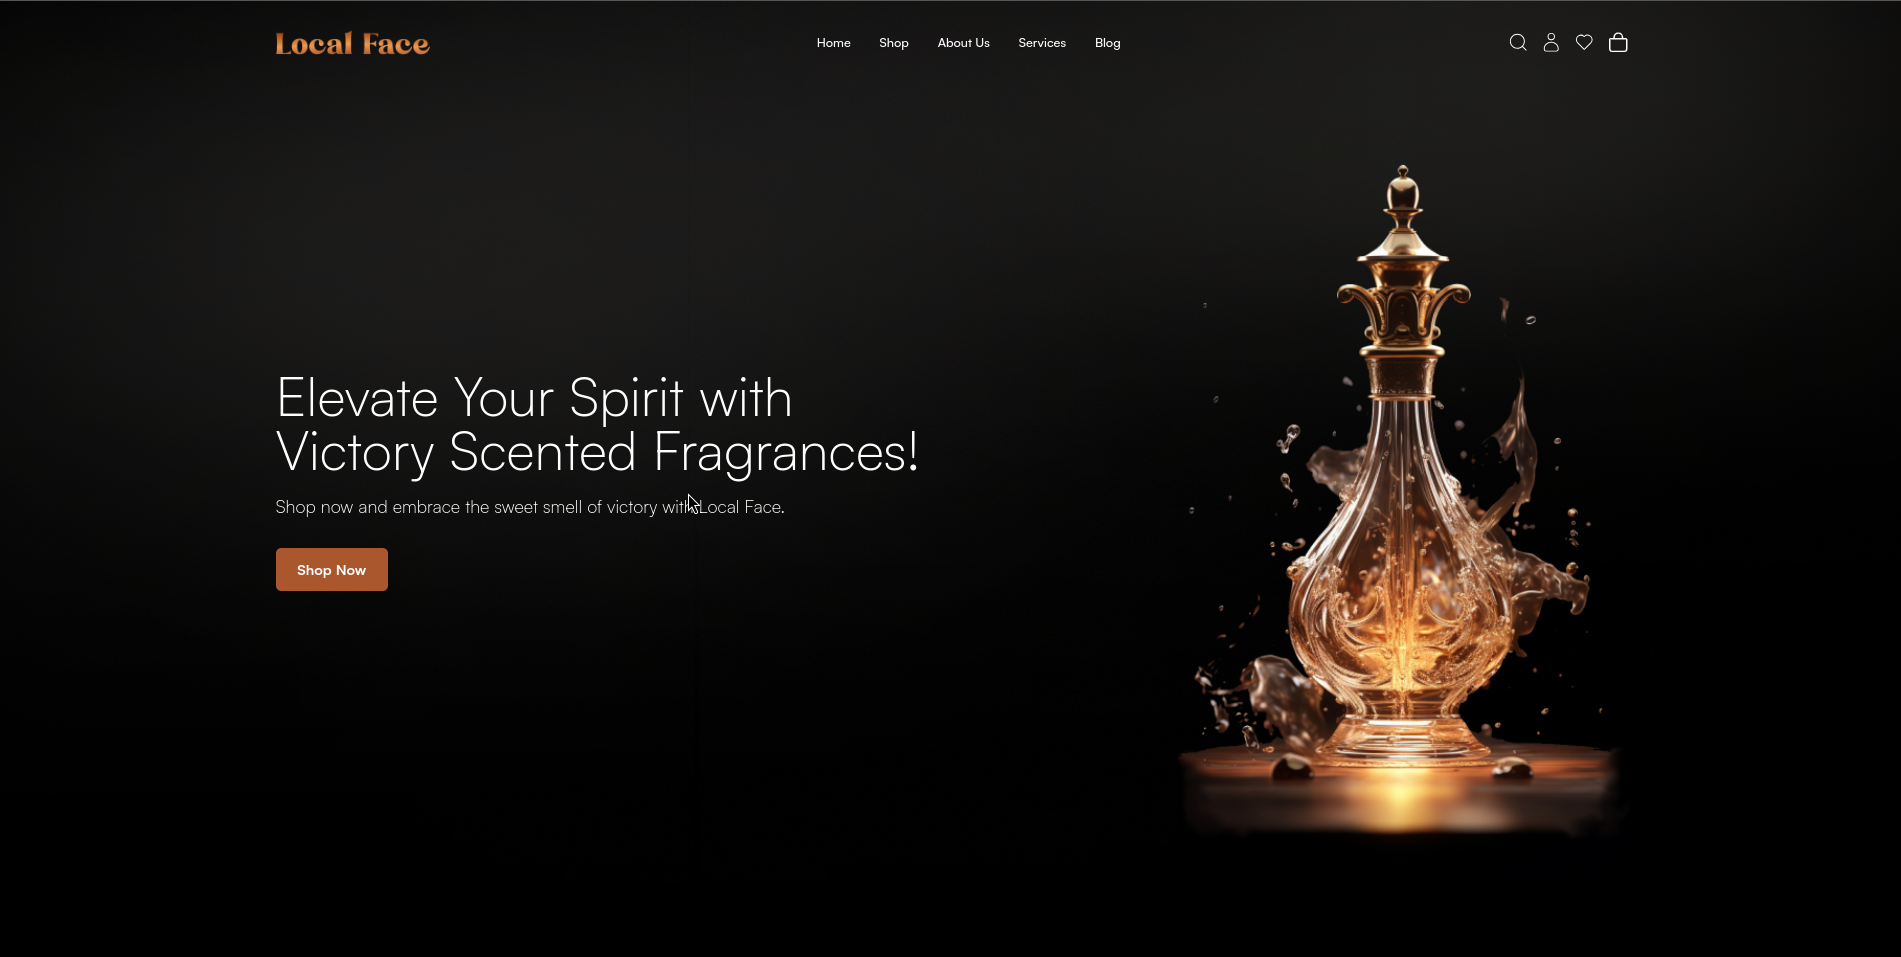 Local Face
Home Shop About Us Services Blog
Elevate Your Spirit with
Victory Scented Fragrances!
Shop now and embrace the sweet smell of victory with Local Face.
Shop Now